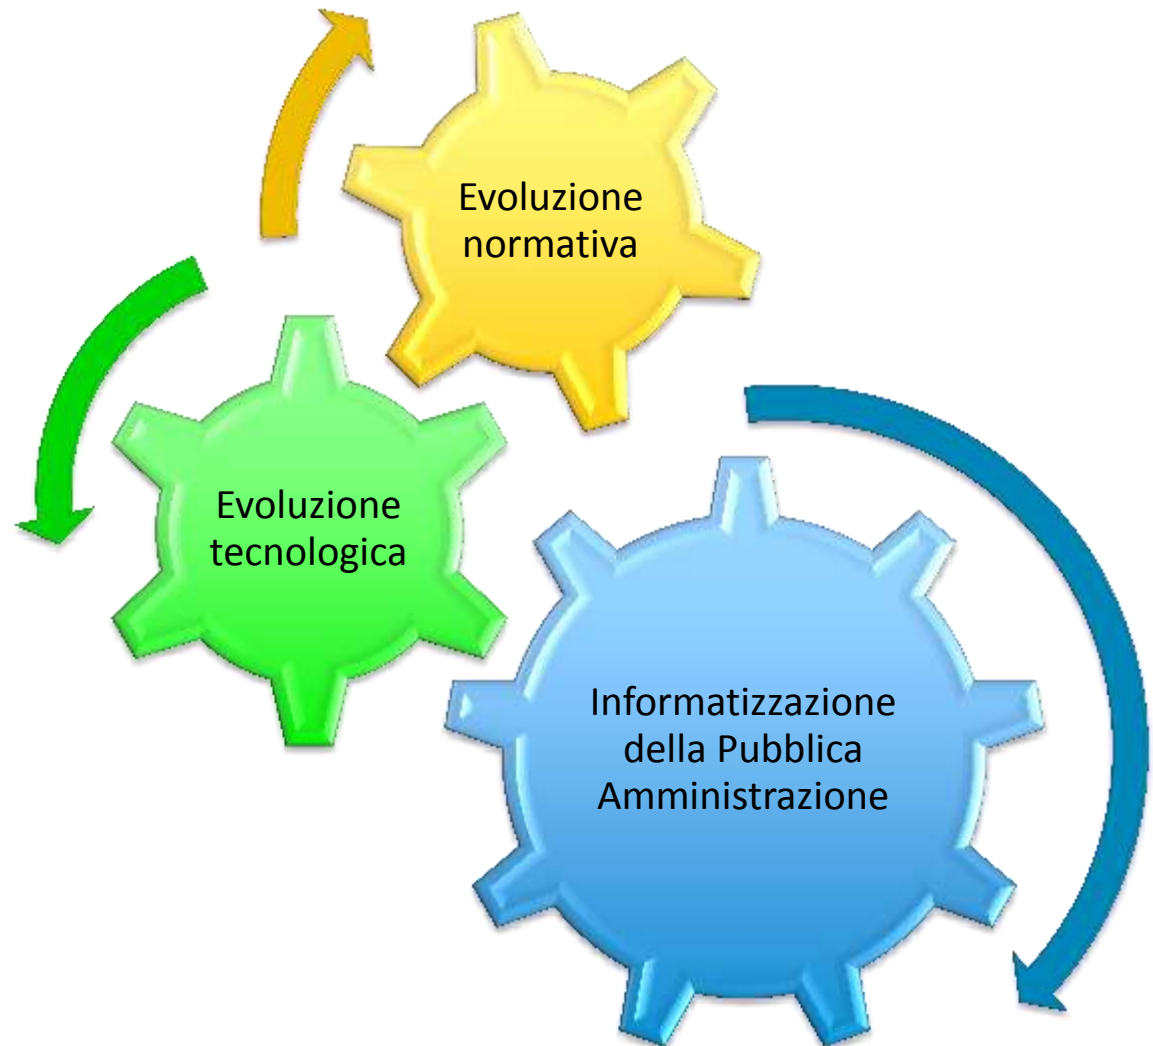 Evoluzione
normativa
Evoluzione
tecnologica
Informatizzazione
della Pubblica
Amministrazione